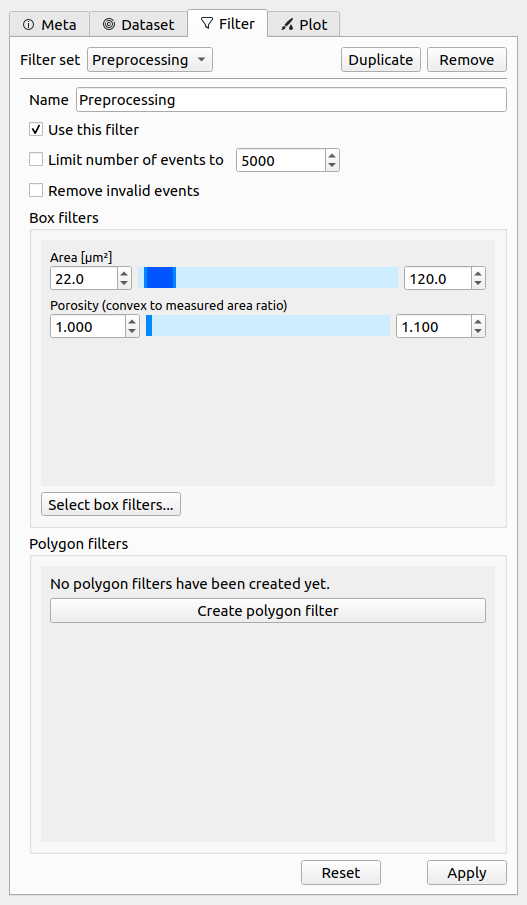 Meta Dataset Filter Plot
Filter set Preprocessing Duplicate Remove
Name Preprocessing
Use this filter
Limit number of events to 5000
Remove invalid events
Box filters
Area [µm²]
22.0 120.0
Porosity (convex to measured area ratio)
1.000 1.100
Select box filters...
Polygon filters
No polygon filters have been created yet.
Create polygon filter
Reset Apply